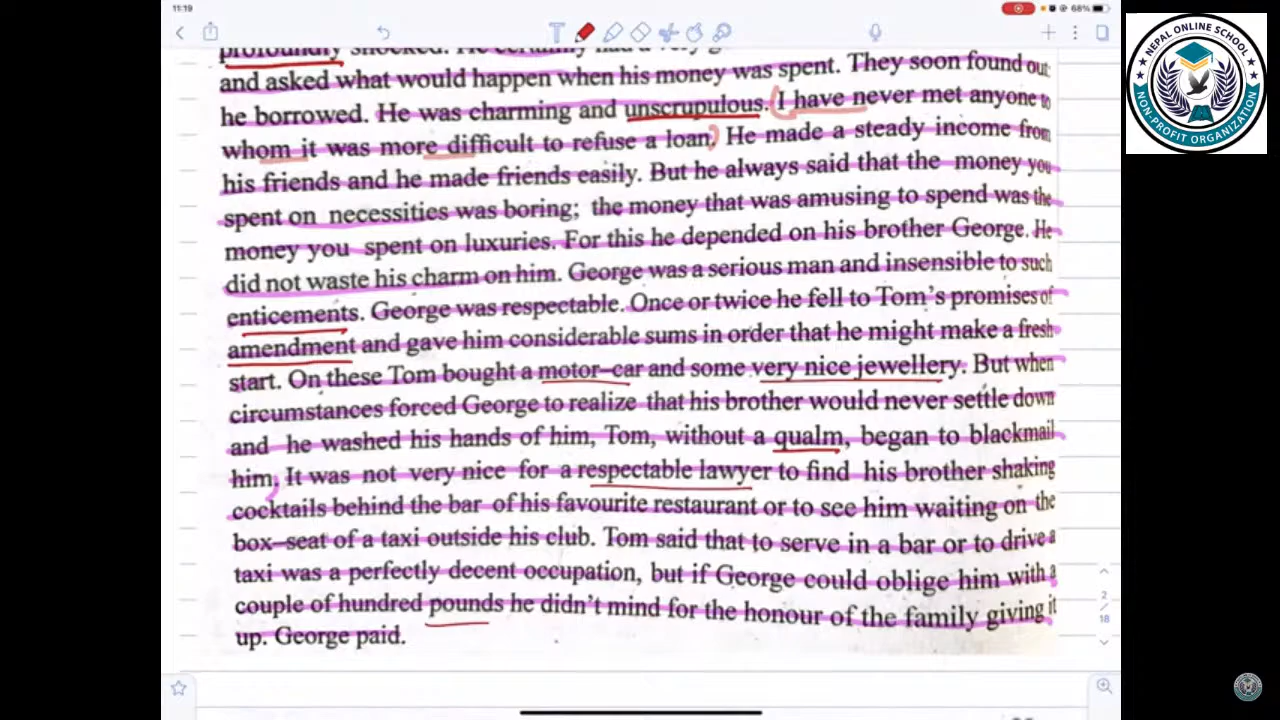 11:19
68%
T
profoundly shocked. He certainly had a very g
and asked what would happen when his money was spent. They soon found out:
he borrowed. He was charming and unscrupulous. I have never met anyone to
whom it was more difficult to refuse a loan. He made a steady income from
his friends and he made friends easily. But he always said that the money you
spent on necessities was boring; the money that was amusing to spend was the
money you spent on luxuries. For this he depended on his brother George. He
did not waste his charm on him. George was a serious man and insensible to such
enticements. George was respectable. Once or twice he fell to Tom's promises of
amendment and gave him considerable sums in order that he might make a fresh
start. On these Tom bought a motor–car and some very nice jewellery. But when
circumstances forced George to realize that his brother would never settle down
and he washed his hands of him, Tom, without a qualm, began to blackmail
him. It was not very nice for a respectable lawyer to find his brother shaking
cocktails behind the bar of his favourite restaurant or to see him waiting on the
box–seat of a taxi outside his club. Tom said that to serve in a bar or to drive a
taxi was a perfectly decent occupation, but if George could oblige him with a
couple of hundred pounds he didn't mind for the honour of the family giving it
up. George paid.
2
/
18
NEPAL ONLINE SCHOOL
NON-PROFIT ORGANIZATION